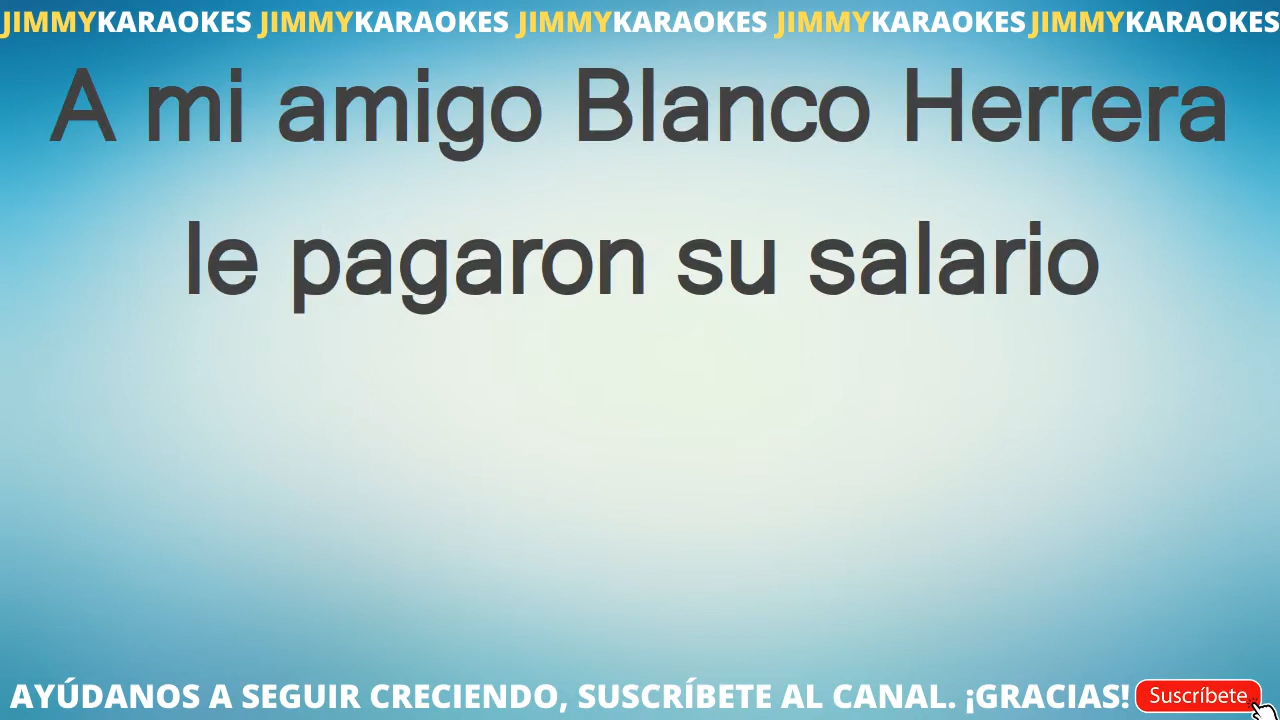 JIMMYKARAOKES JIMMYKARAOKES JIMMYKARAOKES JIMMYKARAOKES JIMMYKARAOKES
A mi amigo Blanco Herrera
le pagaron su salario
AYÚDANOS A SEGUIR CRECIENDO, SUSCRÍBETE AL CANAL. ¡GRACIAS! Suscríbete